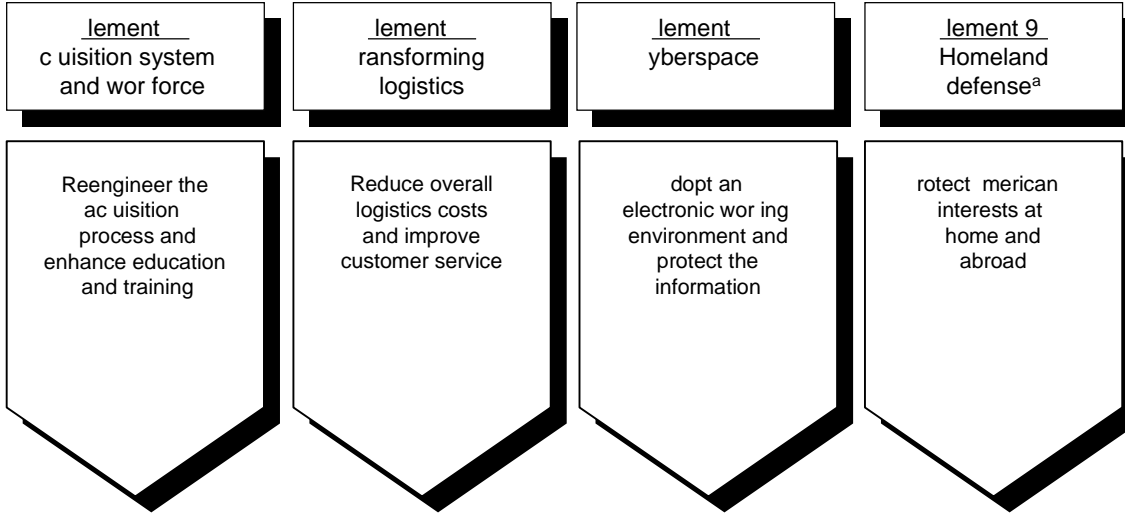 lement
c uisition system
and wor force
lement
ransforming
logistics
lement
yberspace
lement 9
Homeland
defenseᵃ
Reengineer the
ac uisition
process and
enhance education
and training
Reduce overall
logistics costs
and improve
customer service
dopt an
electronic wor ing
environment and
protect the
information
rotect merican
interests at
home and
abroad